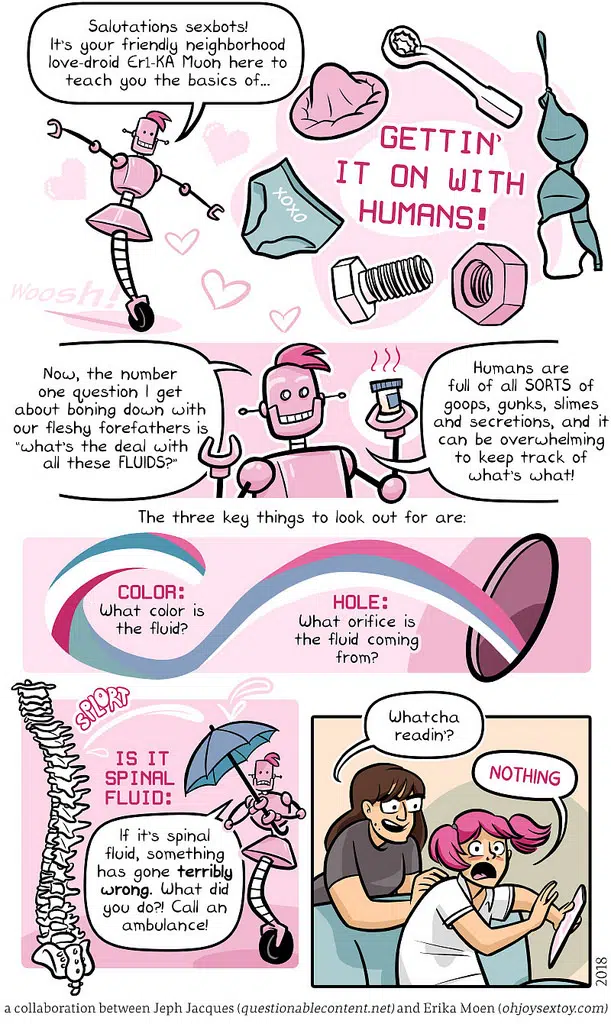 Salutations sexbots!
It's your friendly neighborhood
love-droid Er1-KA Muon here to
teach you the basics of...
GETTIN'
IT ON WITH
HUMANS!
XOXO
Woosh!
Now, the number
one question I get
about boning down with
our fleshy forefathers is
"what's the deal with
all these FLUIDS?"
Humans are
full of all SORTS of
goops, gunks, slimes
and secretions, and it
can be overwhelming
to keep track of
what's what!
The three key things to look out for are:
COLOR:
What color is
the fluid?
HOLE:
What orifice is
the fluid coming
from?
SPLORT
IS IT
SPINAL
FLUID:
If it's spinal
fluid, something
has gone terribly
wrong. What did
you do?! Call an
ambulance!
Whatcha
readin'?
NOTHING
2018
a collaboration between Jeph Jacques (questionablecontent.net) and Erika Moen (ohjoysextoy.com)